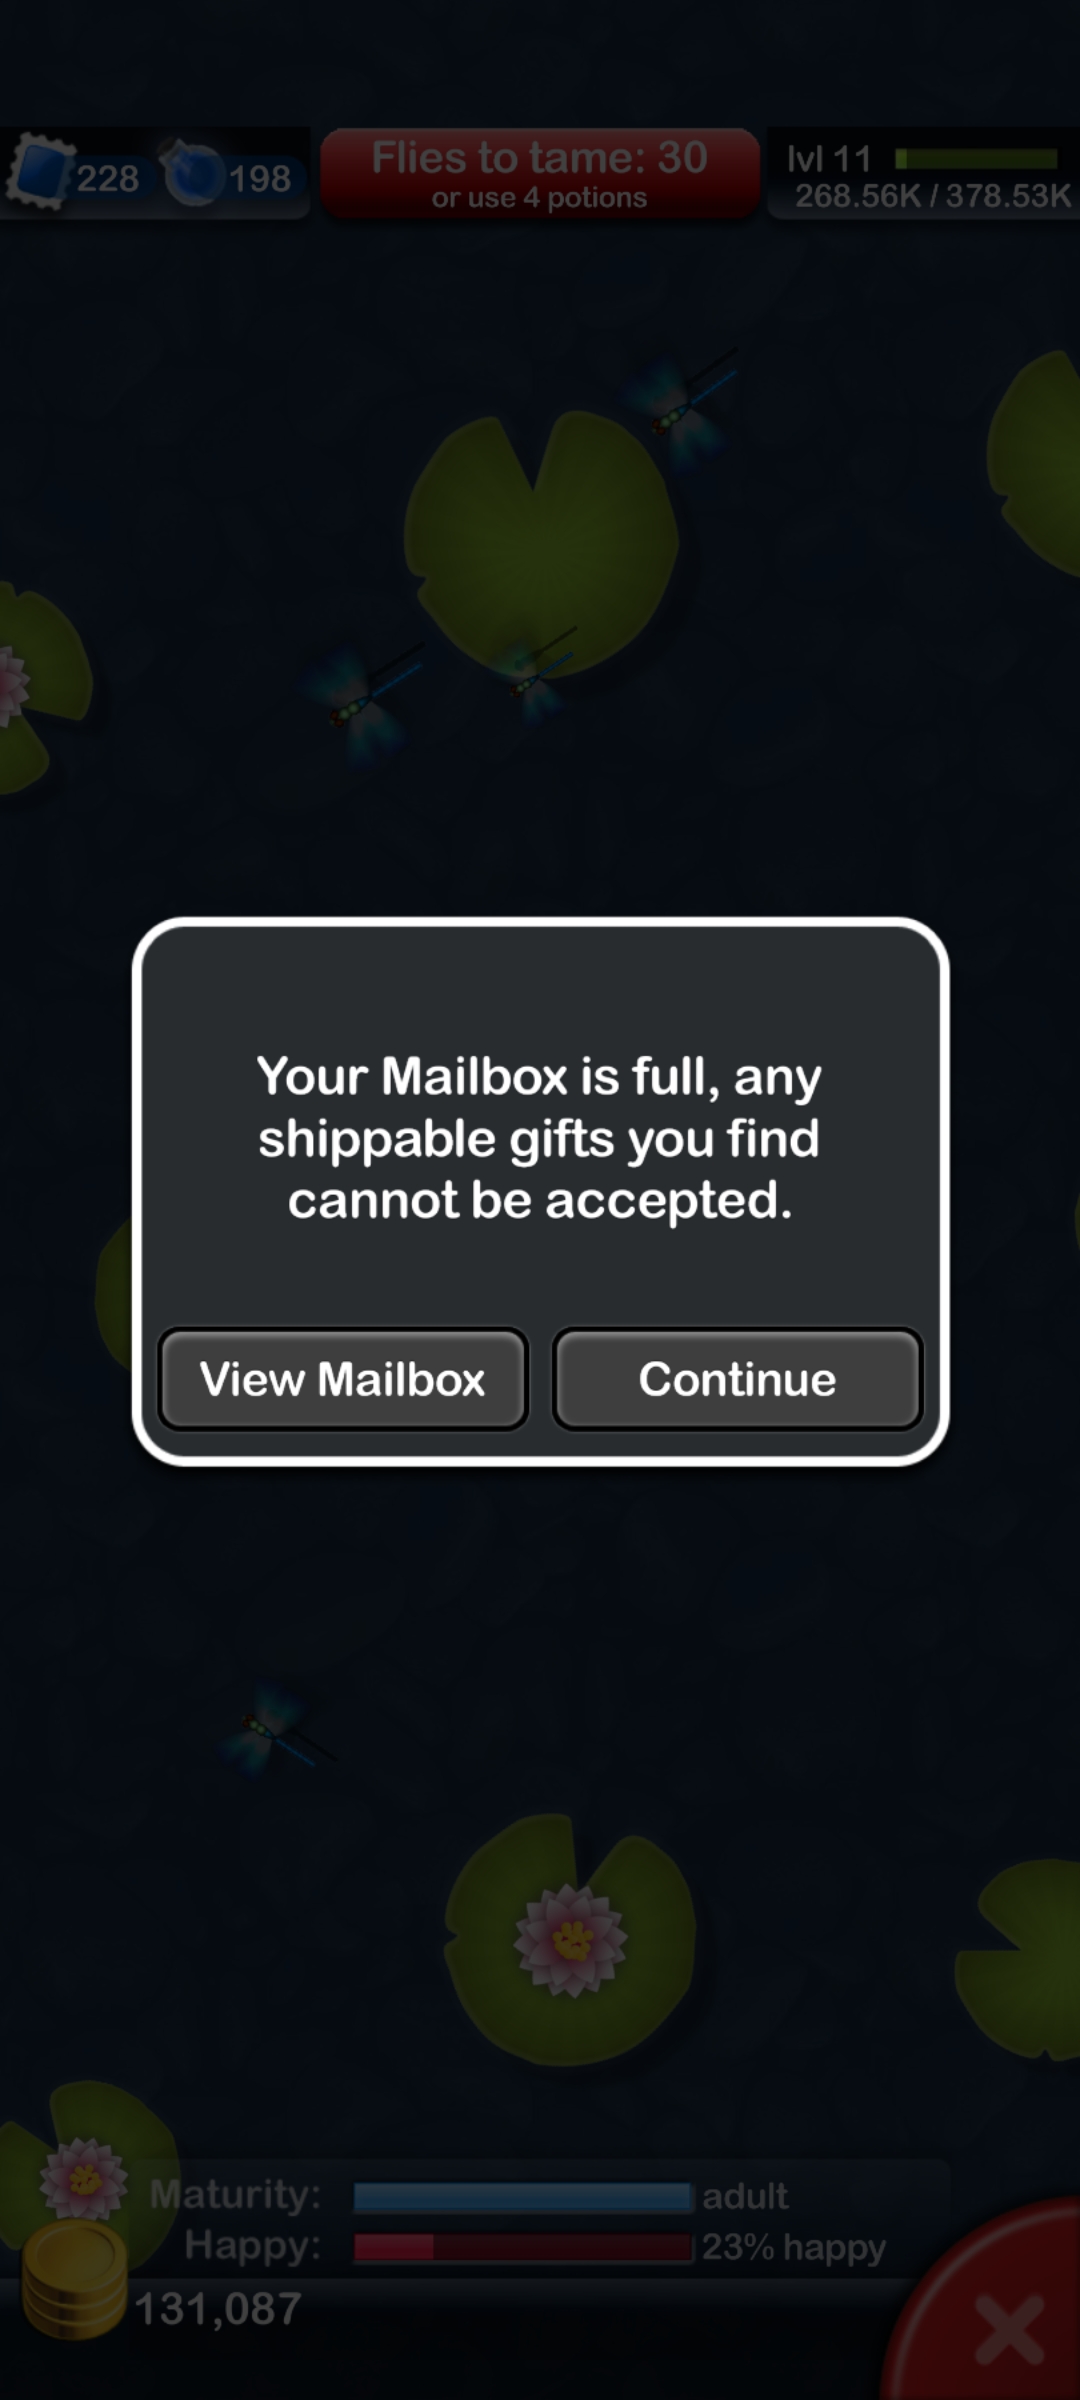 228
198
Flies to tame: 30
or use 4 potions
lvl 11
268.56K / 378.53K
Your Mailbox is full, any
shippable gifts you find
cannot be accepted.
View Mailbox
Continue
Maturity:
adult
Happy:
23% happy
131,087